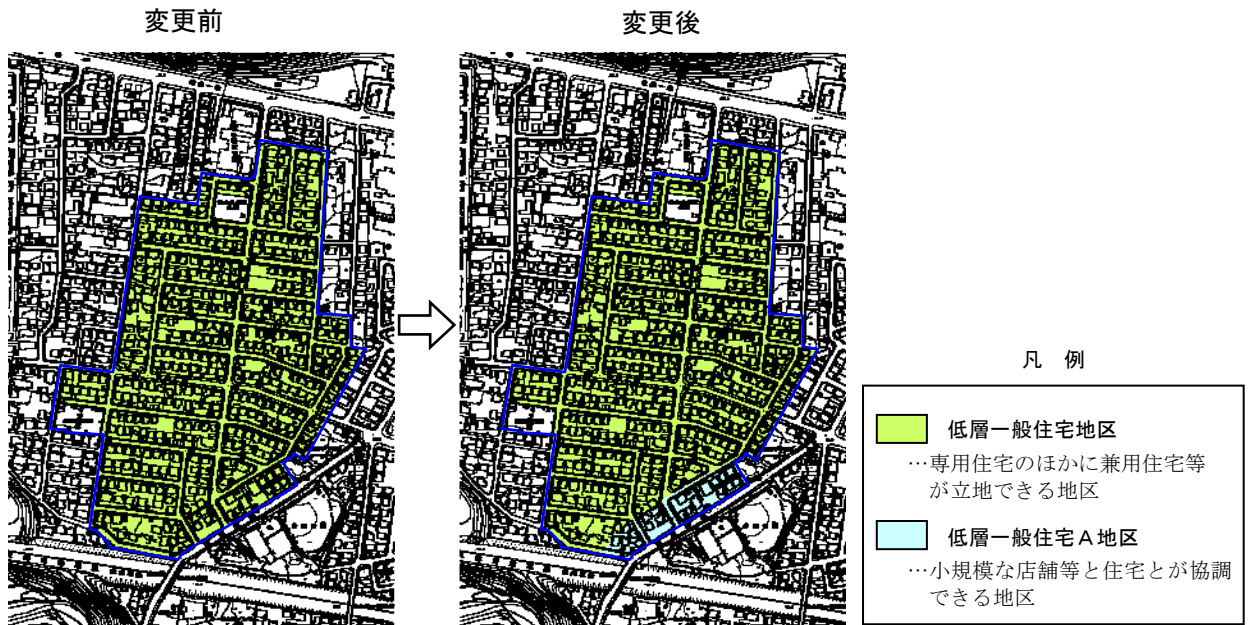 変更前
変更後
凡 例
低層一般住宅地区
…専用住宅のほかに兼用住宅等
が立地できる地区
低層一般住宅A地区
…小規模な店舗等と住宅とが協調
できる地区